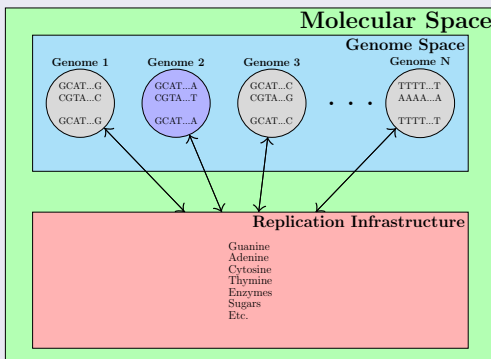 Molecular Space
Genome Space
Genome 1
GCAT...G
CGTA...C
GCAT...G
Genome 2
GCAT...A
CGTA...T
GCAT...A
Genome 3
GCAT...C
CGTA...G
GCAT...C
. . .
Genome N
TTTT...T
AAAA...A
TTTT...T
Replication Infrastructure
Guanine
Adenine
Cytosine
Thymine
Enzymes
Sugars
Etc.